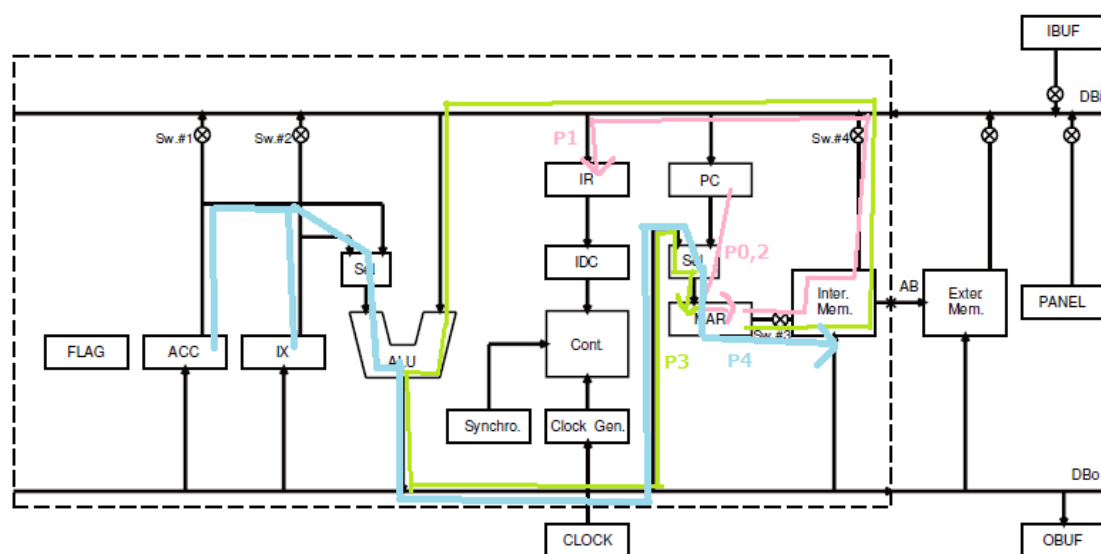 IBUF
DBi
Sw.#1
Sw.#2
P1
Sw.#4
IR
PC
Sel
IDC
Sel
P0,2
Inter.
Mem.
AB
Exter.
Mem.
PANEL
MAR
Sw.#3
FLAG
ACC
IX
ALU
Cont.
P3
P4
Synchro.
Clock Gen.
DBo
CLOCK
OBUF